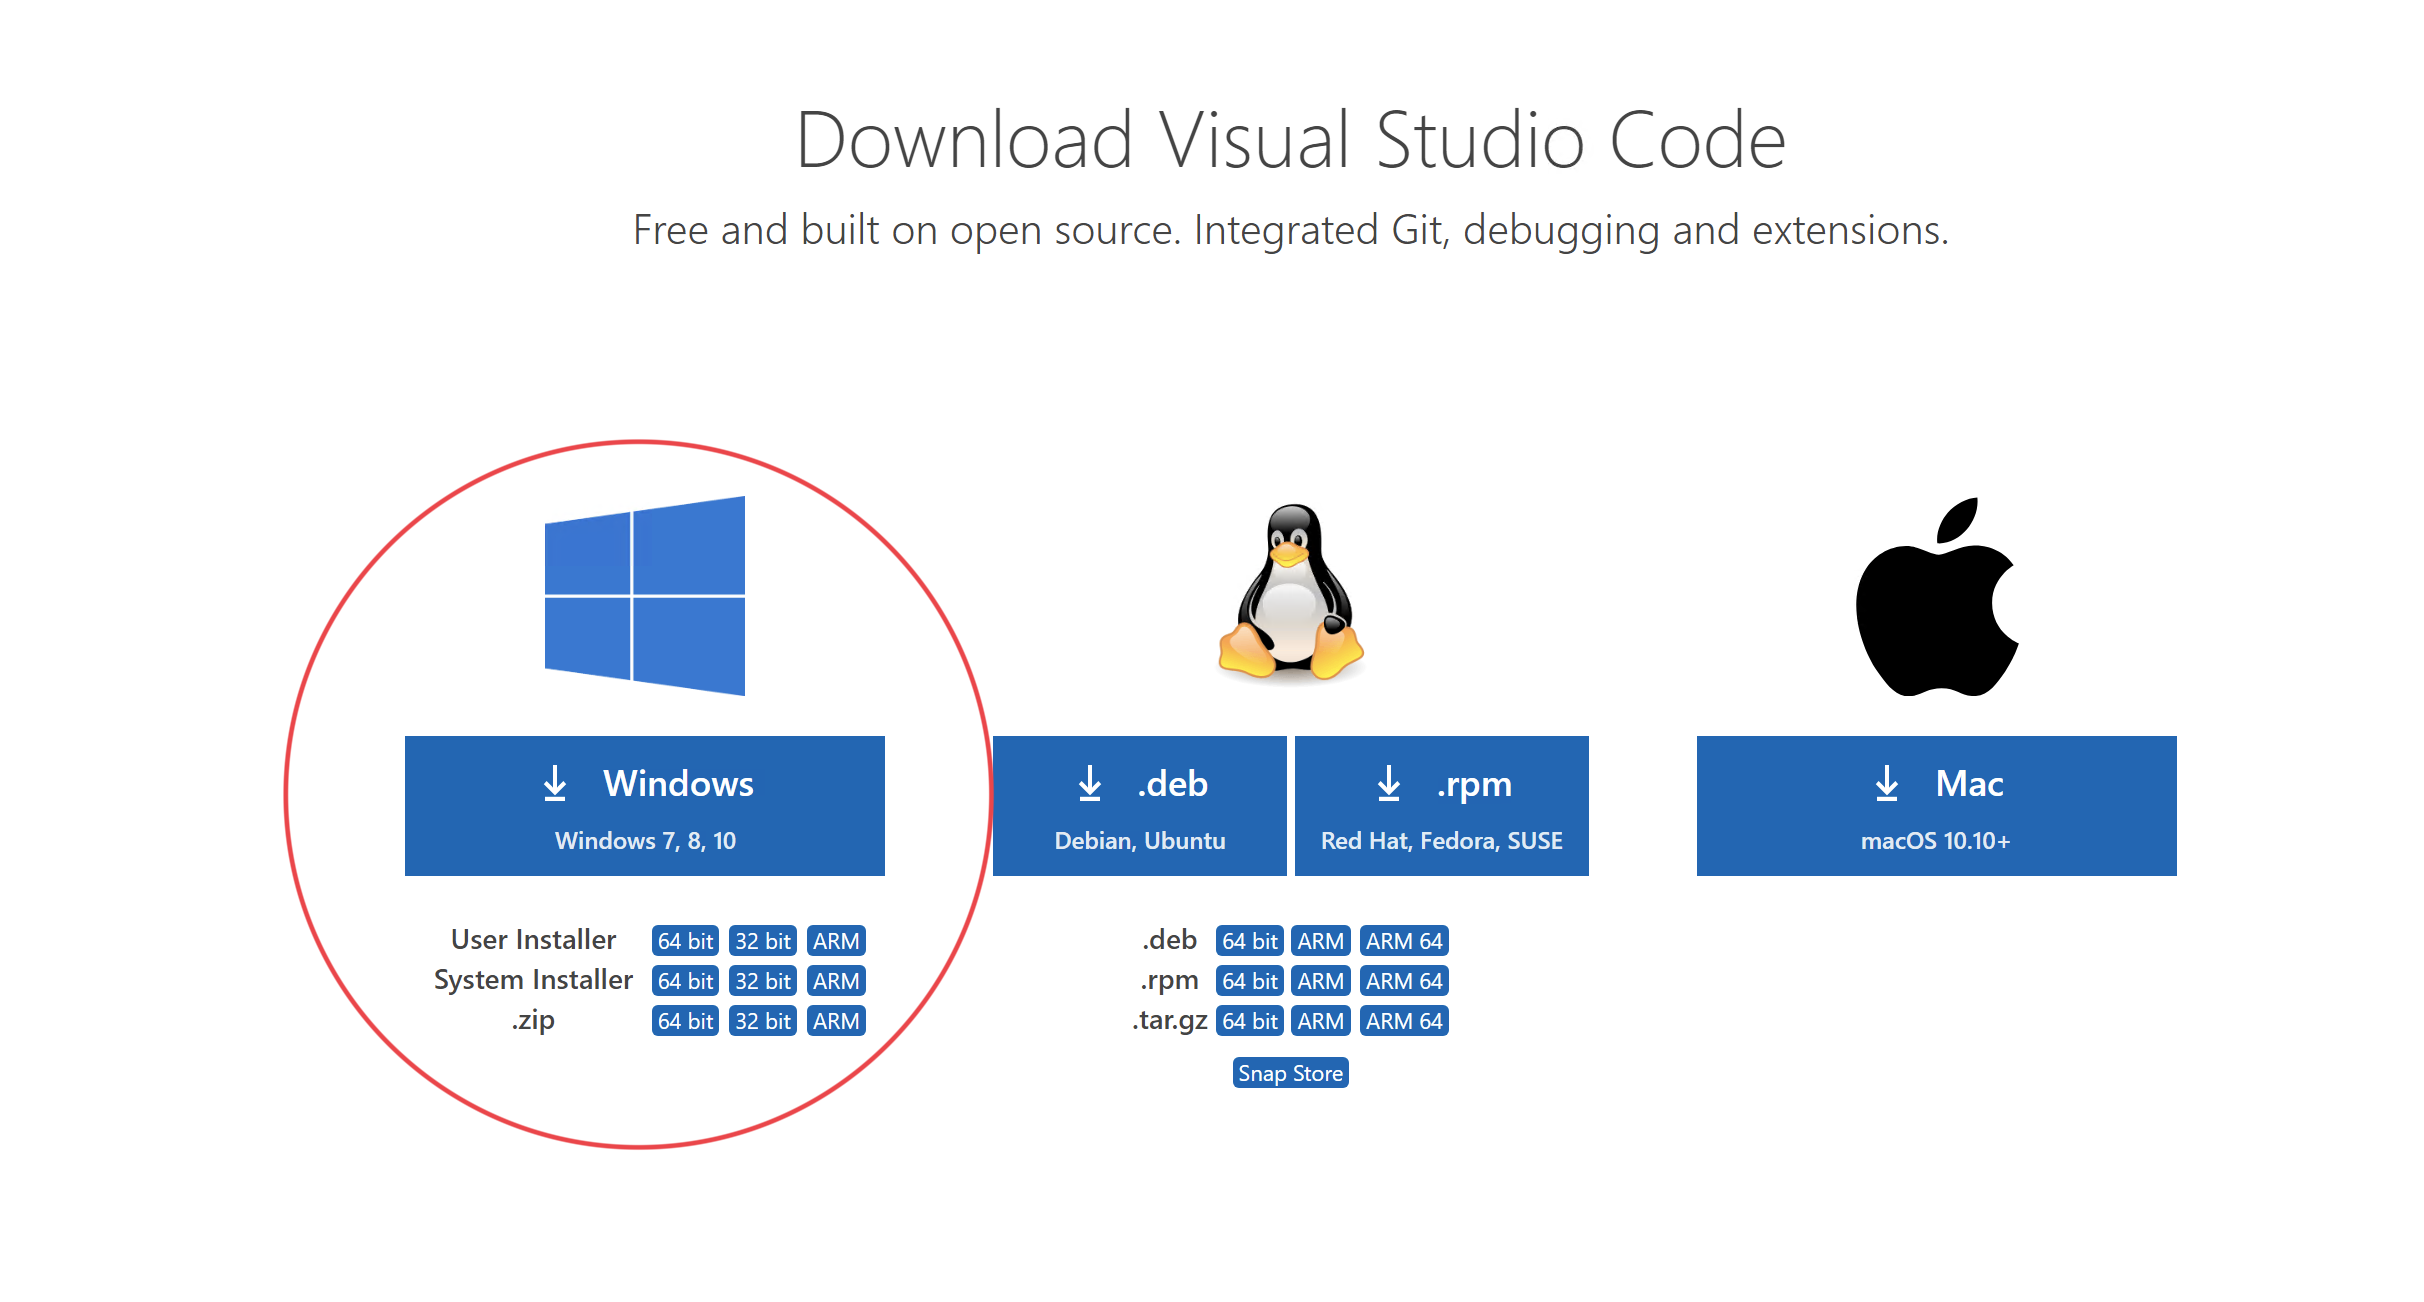 Download Visual Studio Code
Free and built on open source. Integrated Git, debugging and extensions.
Windows
Windows 7, 8, 10
User Installer 64 bit 32 bit ARM
System Installer 64 bit 32 bit ARM
.zip 64 bit 32 bit ARM
.deb
Debian, Ubuntu
.rpm
Red Hat, Fedora, SUSE
.deb 64 bit ARM ARM 64
.rpm 64 bit ARM ARM 64
.tar.gz 64 bit ARM ARM 64
Snap Store
Mac
macOS 10.10+